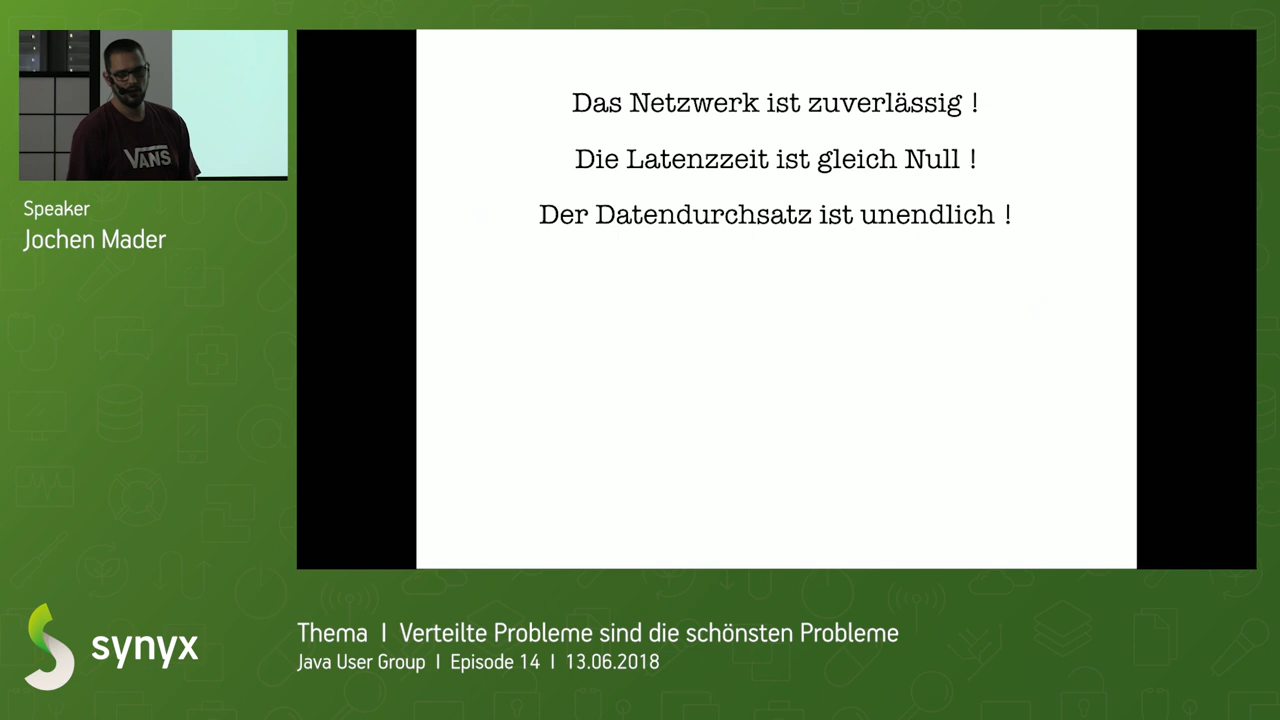 VANS
Speaker
Jochen Mader
Das Netzwerk ist zuverlässig !
Die Latenzzeit ist gleich Null !
Der Datendurchsatz ist unendlich !
synyx
Thema | Verteilte Probleme sind die schönsten Probleme
Java User Group | Episode 14 | 13.06.2018